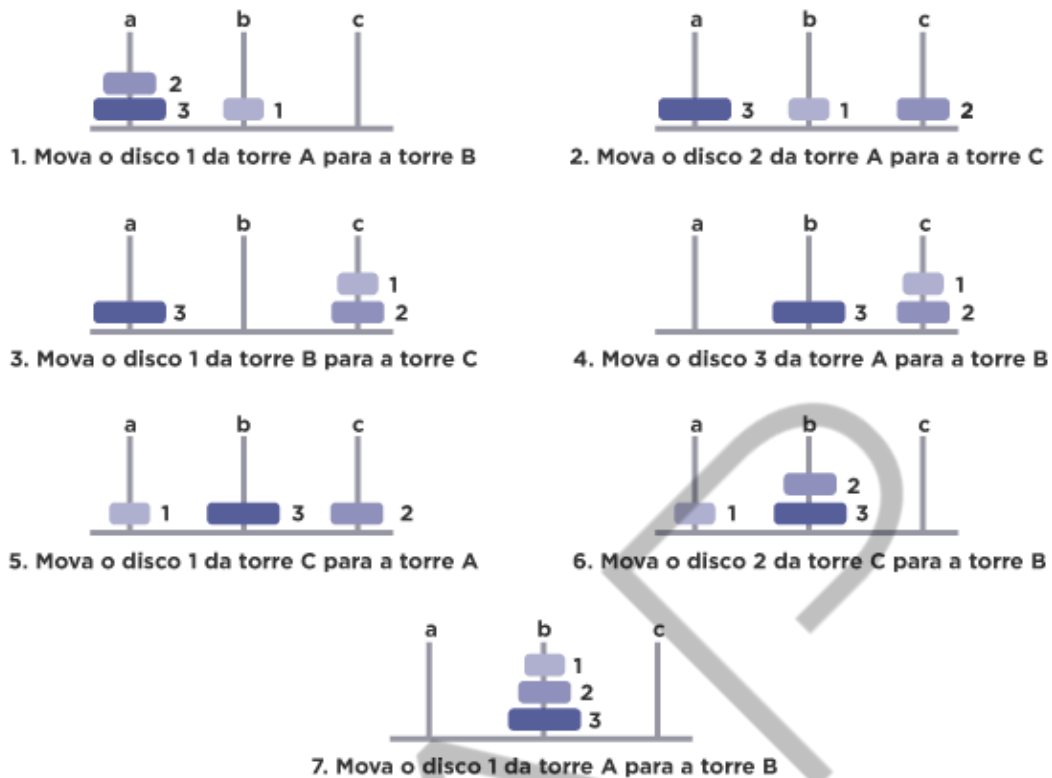 a b c
2
3 1
1. Mova o disco 1 da torre A para a torre B
a b c
3 1 2
2. Mova o disco 2 da torre A para a torre C
a b c
1
3 2
3. Mova o disco 1 da torre B para a torre C
a b c
1
3 2
4. Mova o disco 3 da torre A para a torre B
a b c
1 3 2
5. Mova o disco 1 da torre C para a torre A
a b c
2
1 3
6. Mova o disco 2 da torre C para a torre B
a b c
1
2
3
7. Mova o disco 1 da torre A para a torre B